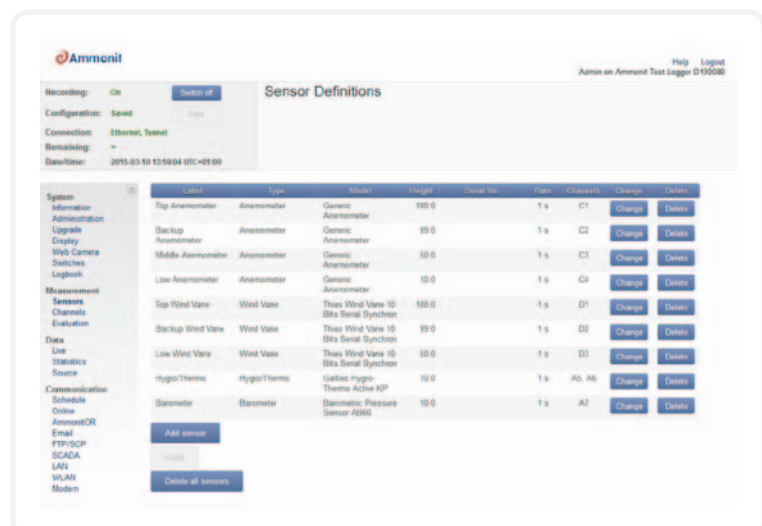 Ammonit
Help Logout
Admin on Ammonit Test Logger D130080
Recording: On Switch off
Configuration: Saved Save
Connection: Ethernet, Tunnel
Remaining: ∞
Date/time: 2015-03-10 13:59:04 UTC+01:00
Sensor Definitions
System
Information
Administration
Upgrade
Display
Web Camera
Switches
Logbook
Measurement
Sensors
Channels
Evaluation
Data
Live
Statistics
Source
Communication
Schedule
Online
AmmonitOR
Email
FTP/SCP
SCADA
LAN
WLAN
Modem
Label Type Model Height Serial No. Rate Channels Change Delete
Top Anemometer Anemometer Generic Anemometer 100.0 1 s C1 Change Delete
Backup Anemometer Anemometer Generic Anemometer 99.0 1 s C2 Change Delete
Middle Anemometer Anemometer Generic Anemometer 50.0 1 s C3 Change Delete
Low Anemometer Anemometer Generic Anemometer 10.0 1 s C4 Change Delete
Top Wind Vane Wind Vane Thies Wind Vane 10 Bits Serial Synchron 100.0 1 s D1 Change Delete
Backup Wind Vane Wind Vane Thies Wind Vane 10 Bits Serial Synchron 99.0 1 s D2 Change Delete
Low Wind Vane Wind Vane Thies Wind Vane 10 Bits Serial Synchron 50.0 1 s D3 Change Delete
Hygro/Thermo Hygro/Thermo Galltec Hygro-Thermo Active KP 10.0 1 s A5, A6 Change Delete
Barometer Barometer Barometric Pressure Sensor AB60 10.0 1 s A7 Change Delete
Add sensor
Undo
Delete all sensors